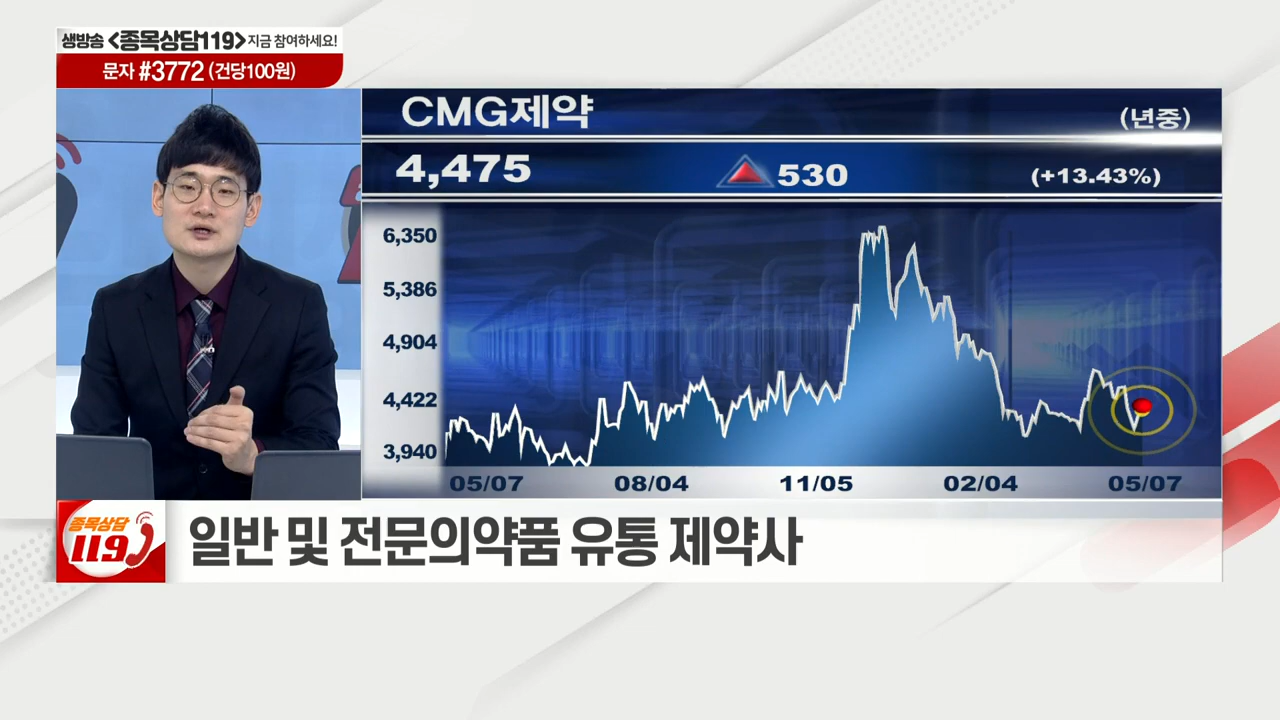 생방송 <종목상담119> 지금 참여하세요!
문자 #3772 (건당100원)
CMG제약
(년중)
4,475
530
(+13.43%)
6,350
5,386
4,904
4,422
3,940
05/07
08/04
11/05
02/04
05/07
종목상담
119
일반 및 전문의약품 유통 제약사